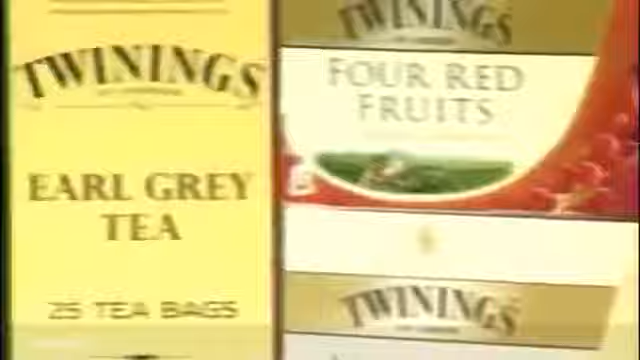 TWININGS
EARL GREY
TEA
25 TEA BAGS
TWININGS
FOUR RED
FRUITS
TWININGS